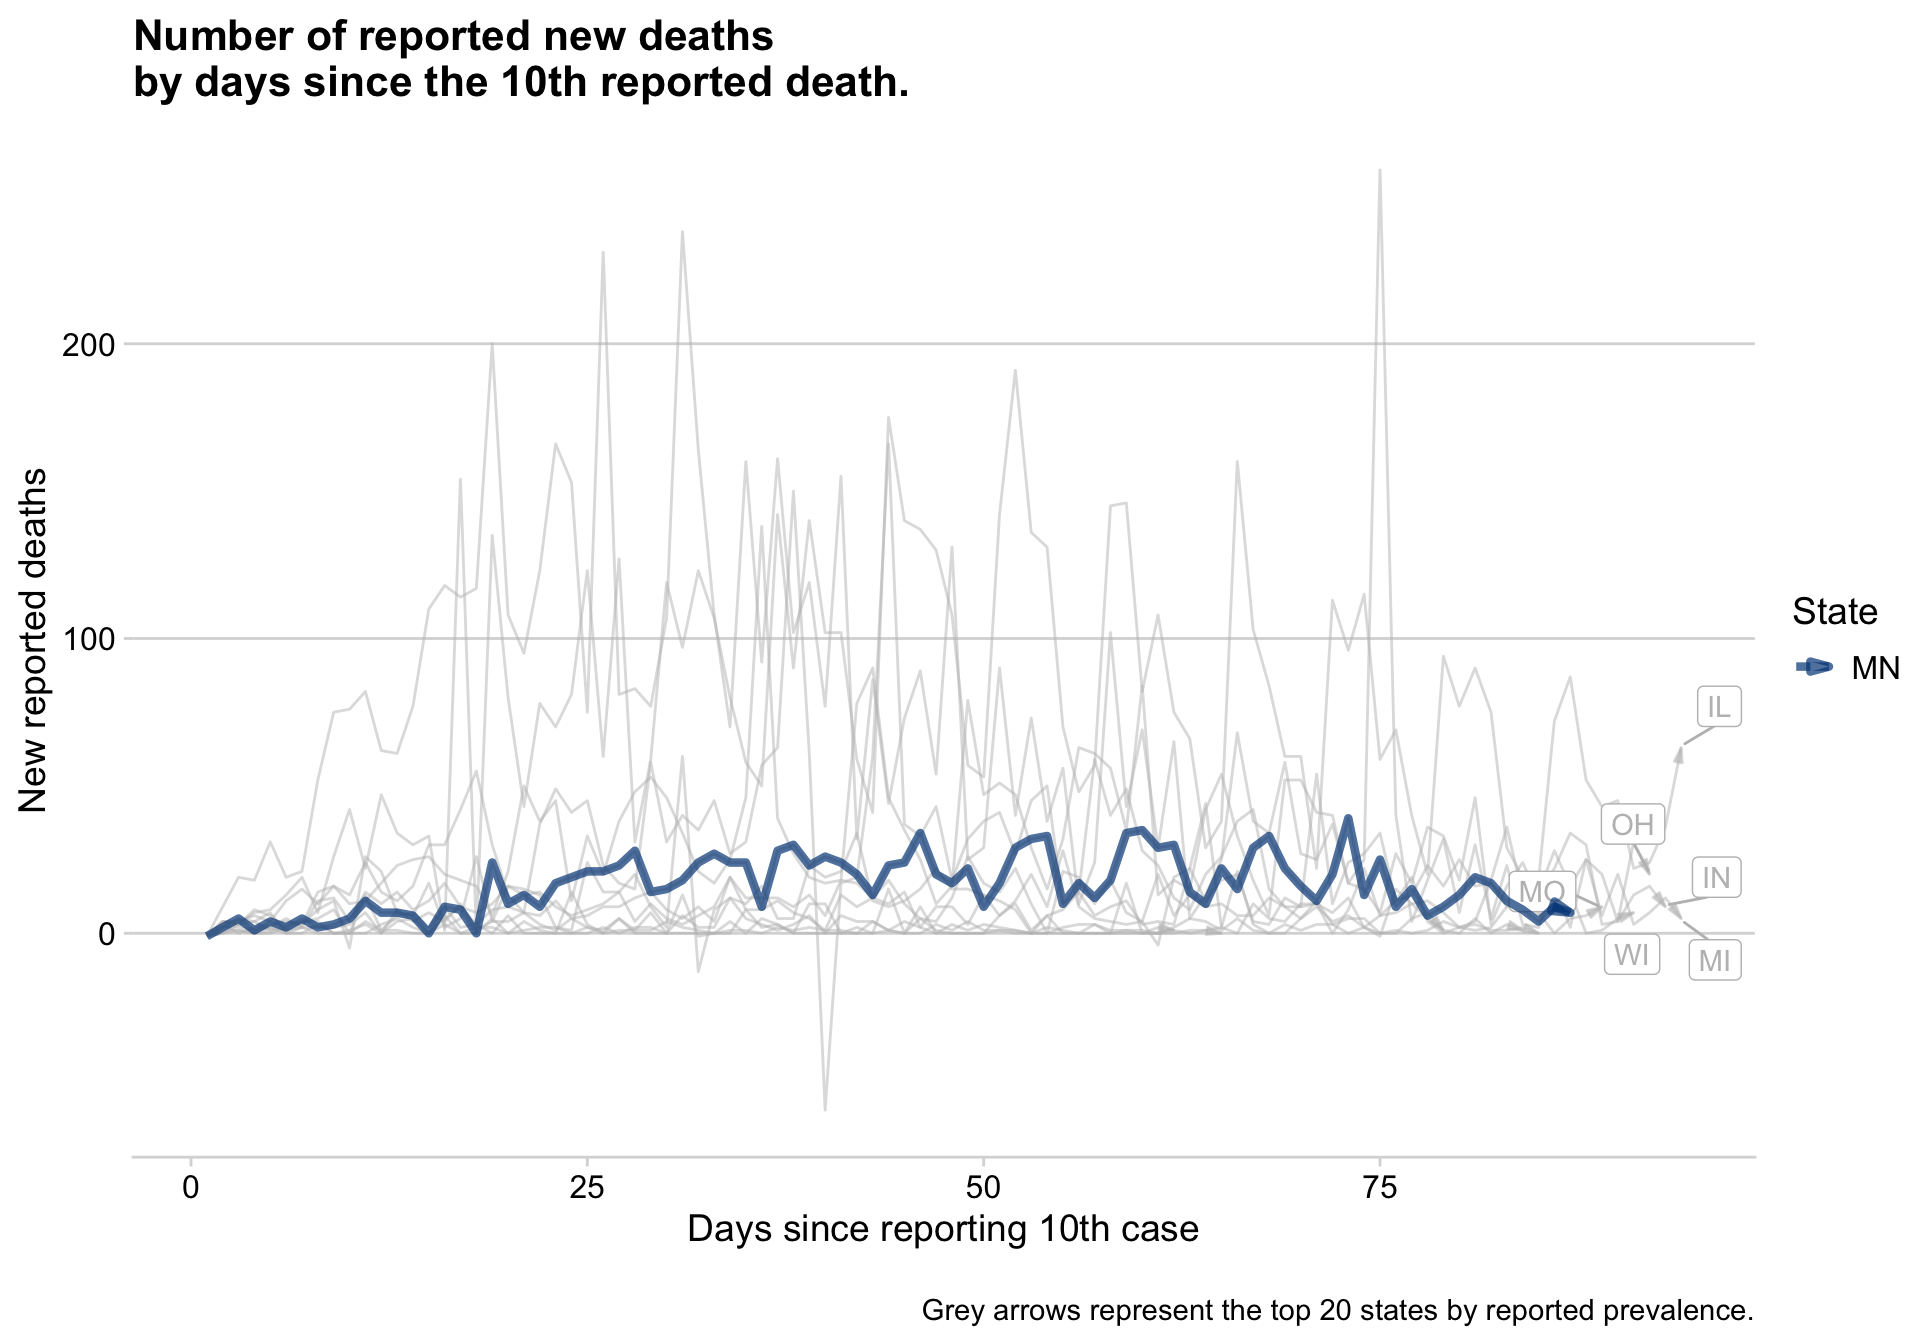 Number of reported new deaths
by days since the 10th reported death.
New reported deaths
200
100
0
0
25
50
75
Days since reporting 10th case
IL
OH
IN
MO
WI
MI
State
MN
Grey arrows represent the top 20 states by reported prevalence.